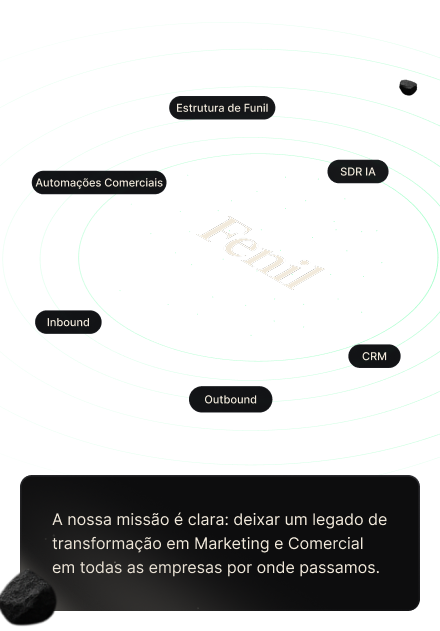 Estrutura de Funil
SDR IA
Automações Comerciais
Fenil
Inbound
CRM
Outbound
A nossa missão é clara: deixar um legado de
transformação em Marketing e Comercial
em todas as empresas por onde passamos.